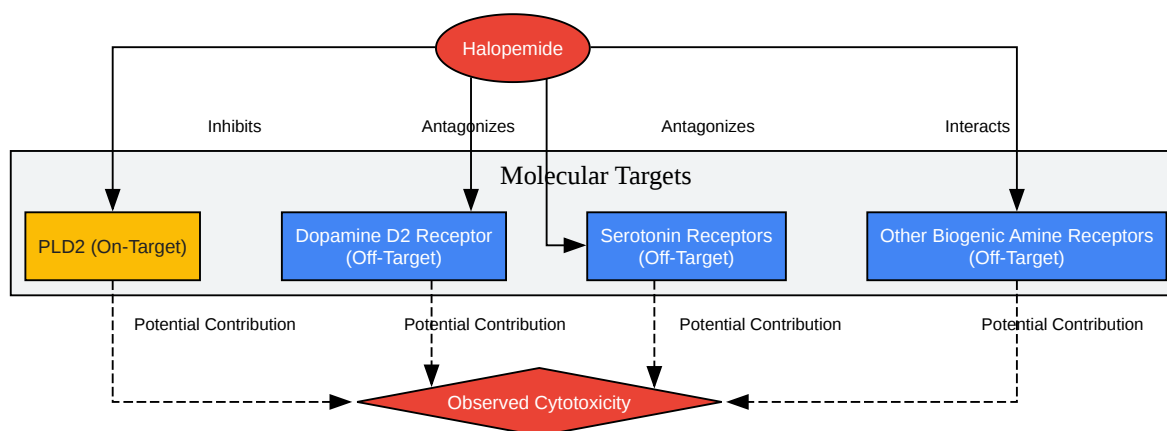 Halopemide
Inhibits
Antagonizes
Antagonizes
Interacts
Molecular Targets
PLD2 (On-Target)
Dopamine D2 Receptor
(Off-Target)
Serotonin Receptors
(Off-Target)
Other Biogenic Amine Receptors
(Off-Target)
Potential Contribution
Potential Contribution
Potential Contribution
Potential Contribution
Observed Cytotoxicity